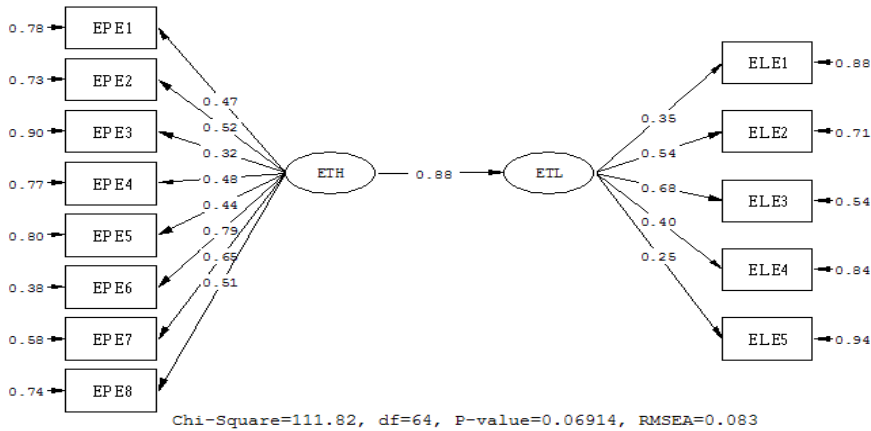 0.78 EPE1
0.73 EPE2
0.90 EPE3
0.77 EPE4
0.80 EPE5
0.38 EPE6
0.58 EPE7
0.74 EPE8
0.47
0.52
0.32
0.48
0.44
0.79
0.65
0.51
ETH
0.88
ETL
0.35
0.54
0.68
0.40
0.25
ELE1 0.88
ELE2 0.71
ELE3 0.54
ELE4 0.84
ELE5 0.94
Chi-Square=111.82, df=64, P-value=0.06914, RMSEA=0.083